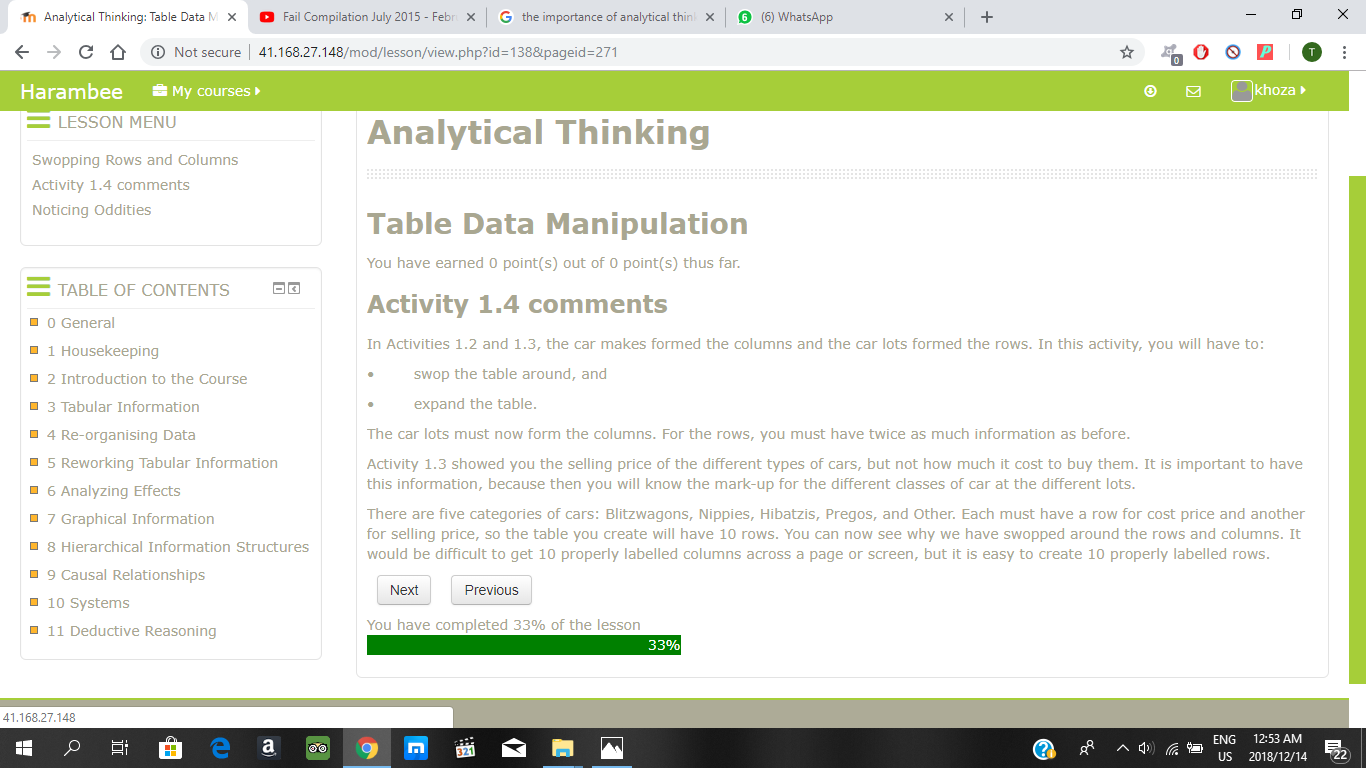 Analytical Thinking: Table Data M
Fail Compilation July 2015 - Febr
the importance of analytical think
(6) WhatsApp
Not secure
41.168.27.148/mod/lesson/view.php?id=138&pageid=271
0
T
Harambee
My courses
khoza
LESSON MENU
Swopping Rows and Columns
Activity 1.4 comments
Noticing Oddities
TABLE OF CONTENTS
0 General
1 Housekeeping
2 Introduction to the Course
3 Tabular Information
4 Re-organising Data
5 Reworking Tabular Information
6 Analyzing Effects
7 Graphical Information
8 Hierarchical Information Structures
9 Causal Relationships
10 Systems
11 Deductive Reasoning
Analytical Thinking
Table Data Manipulation
You have earned 0 point(s) out of 0 point(s) thus far.
Activity 1.4 comments
In Activities 1.2 and 1.3, the car makes formed the columns and the car lots formed the rows. In this activity, you will have to:
• swop the table around, and
• expand the table.
The car lots must now form the columns. For the rows, you must have twice as much information as before.
Activity 1.3 showed you the selling price of the different types of cars, but not how much it cost to buy them. It is important to have
this information, because then you will know the mark-up for the different classes of car at the different lots.
There are five categories of cars: Blitzwagons, Nippies, Hibatzis, Pregos, and Other. Each must have a row for cost price and another
for selling price, so the table you create will have 10 rows. You can now see why we have swopped around the rows and columns. It
would be difficult to get 10 properly labelled columns across a page or screen, but it is easy to create 10 properly labelled rows.
Next
Previous
You have completed 33% of the lesson
33%
41.168.27.148
321
ENG
US
12:53 AM
2018/12/14
22